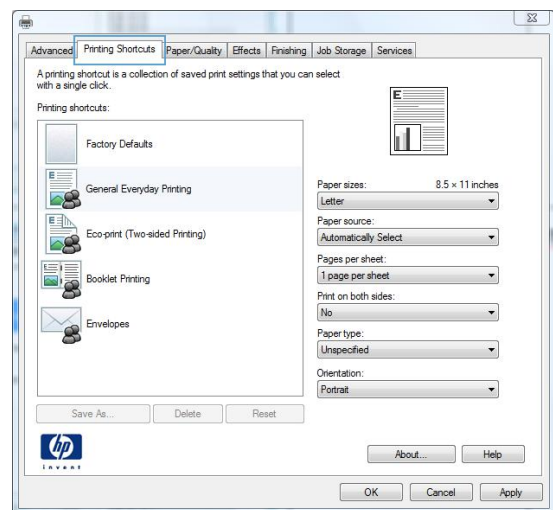 Advanced Printing Shortcuts Paper/Quality Effects Finishing Job Storage Services
A printing shortcut is a collection of saved print settings that you can select
with a single click.
Printing shortcuts:
Factory Defaults
General Everyday Printing
Eco-print (Two-sided Printing)
Booklet Printing
Envelopes
Save As... Delete Reset
E
Paper sizes: 8.5 × 11 inches
Letter
Paper source:
Automatically Select
Pages per sheet:
1 page per sheet
Print on both sides:
No
Paper type:
Unspecified
Orientation:
Portrait
hp
invent
About... Help
OK Cancel Apply